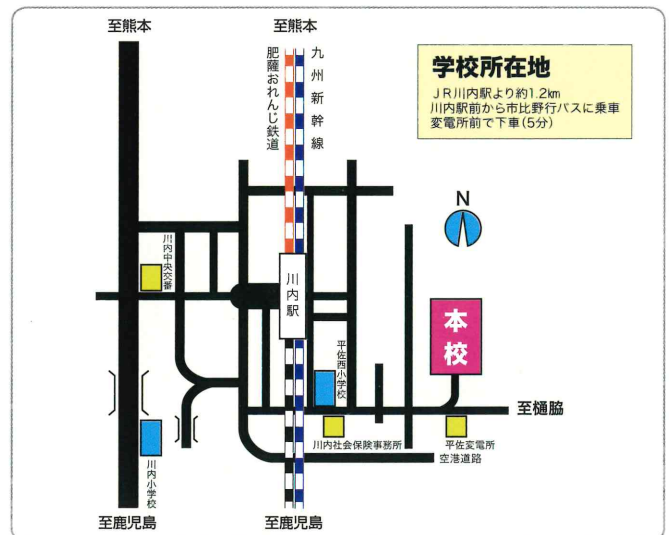 至熊本
至熊本
肥薩おれんじ鉄道
九州新幹線
学校所在地
JR川内駅より約1.2km
川内駅前から市比野行バスに乗車
変電所前で下車(5分)
N
川内中央交番
川内駅
本校
平佐西小学校
至樋脇
川内社会保険事務所
平佐変電所
空港道路
川内小学校
至鹿児島
至鹿児島